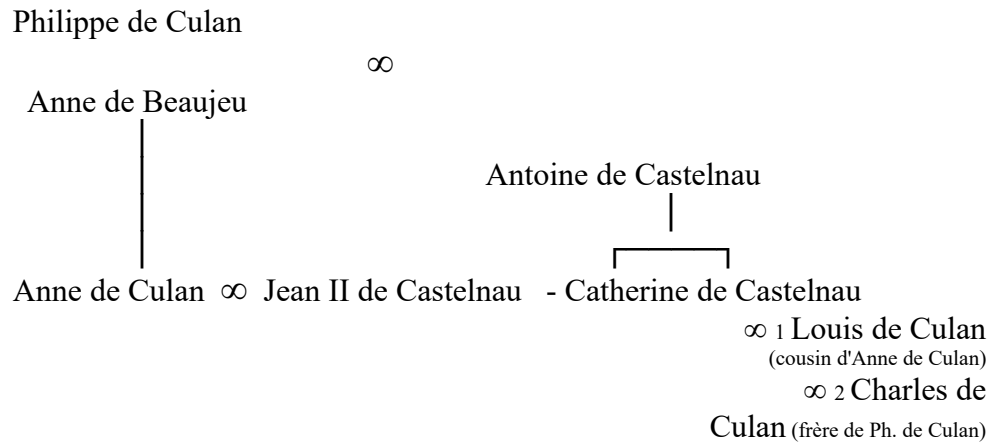 Philippe de Culan
∞
Anne de Beaujeu
Antoine de Castelnau
Anne de Culan ∞ Jean II de Castelnau - Catherine de Castelnau
∞ 1 Louis de Culan
(cousin d'Anne de Culan)
∞ 2 Charles de
Culan (frère de Ph. de Culan)